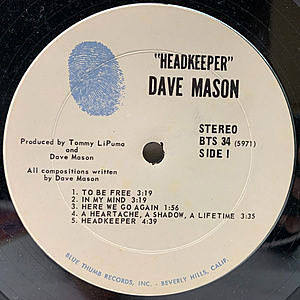 "HEADKEEPER"
DAVE MASON
Produced by Tommy LiPuma
and
Dave Mason
All compositions written
by Dave Mason
STEREO
BTS 34 (5971)
SIDE I
1. TO BE FREE 3:19
2. IN MY MIND 3:19
3. HERE WE GO AGAIN 1:56
4. A HEARTACHE, A SHADOW, A LIFETIME 3:35
5. HEADKEEPER 4:39
BLUE THUMB RECORDS, INC. - BEVERLY HILLS, CALIF.